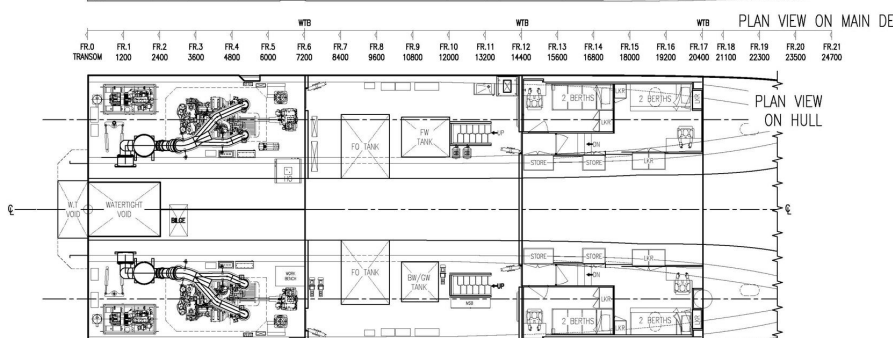 PLAN VIEW ON MAIN DE
WTB WTB WTB
FR.0 FR.1 FR.2 FR.3 FR.4 FR.5 FR.6 FR.7 FR.8 FR.9 FR.10 FR.11 FR.12 FR.13 FR.14 FR.15 FR.16 FR.17 FR.18 FR.19 FR.20 FR.21
TRANSOM 1200 2400 3600 4800 6000 7200 8400 9600 10800 12000 13200 14400 15600 16800 18000 19200 20400 21100 22300 23500 24700
PLAN VIEW
ON HULL
2 BERTHS
LKR
2 BERTHS
LKR
FO TANK
FW
TANK
UP
DN
STORE
STORE
LKR
W.T
VOID
WATERTIGHT
VOID
BILGE
STORE
STORE
LKR
WORK
BENCH
FO TANK
BW/GW
TANK
UP
DN
MSB
LKR
2 BERTHS
LKR
2 BERTHS